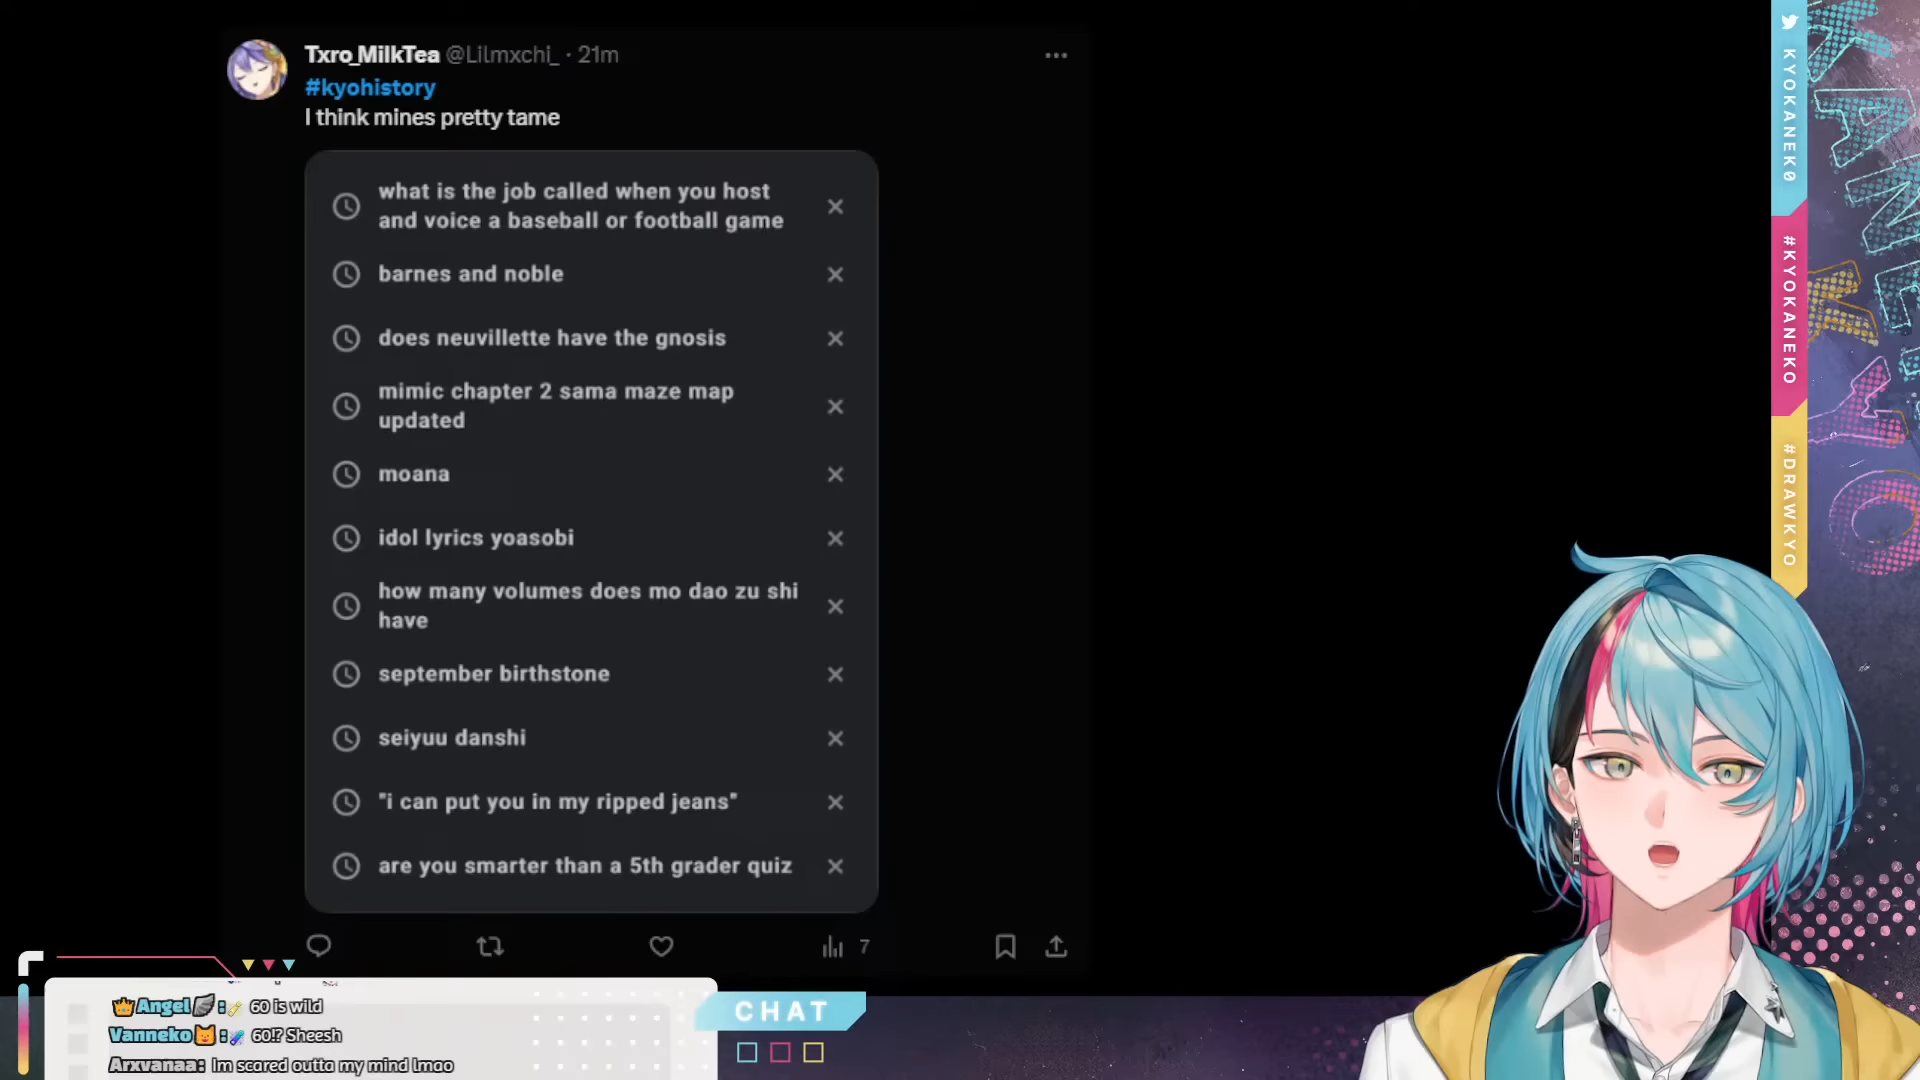 Txro_MilkTea @Lilmxchi_ · 21m
#kyohistory
I think mines pretty tame
what is the job called when you host
and voice a baseball or football game
barnes and noble
does neuvillette have the gnosis
mimic chapter 2 sama maze map
updated
moana
idol lyrics yoasobi
how many volumes does mo dao zu shi
have
september birthstone
seiyuu danshi
"i can put you in my ripped jeans"
are you smarter than a 5th grader quiz
7
Angel: 60 is wild
Vanneko: 60!? Sheesh
Arxvanaa: Im scared outta my mind lmao
CHAT
KYOKANEKO
#KYOKANEKO
#DRAWKYO